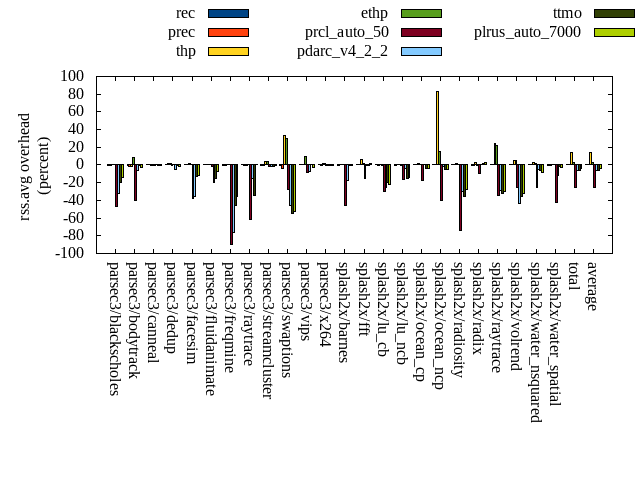 rec
prec
thp
ethp
prcl_auto_50
pdarc_v4_2_2
ttmo
plrus_auto_7000
rss.avg overhead
(percent)
100
80
60
40
20
0
-20
-40
-60
-80
-100
parsec3/blackscholes
parsec3/bodytrack
parsec3/canneal
parsec3/dedup
parsec3/facesim
parsec3/fluidanimate
parsec3/freqmine
parsec3/raytrace
parsec3/streamcluster
parsec3/swaptions
parsec3/vips
parsec3/x264
splash2x/barnes
splash2x/fft
splash2x/lu_cb
splash2x/lu_ncb
splash2x/ocean_cp
splash2x/ocean_ncp
splash2x/radiosity
splash2x/radix
splash2x/raytrace
splash2x/volrend
splash2x/water_nsquared
splash2x/water_spatial
total
average